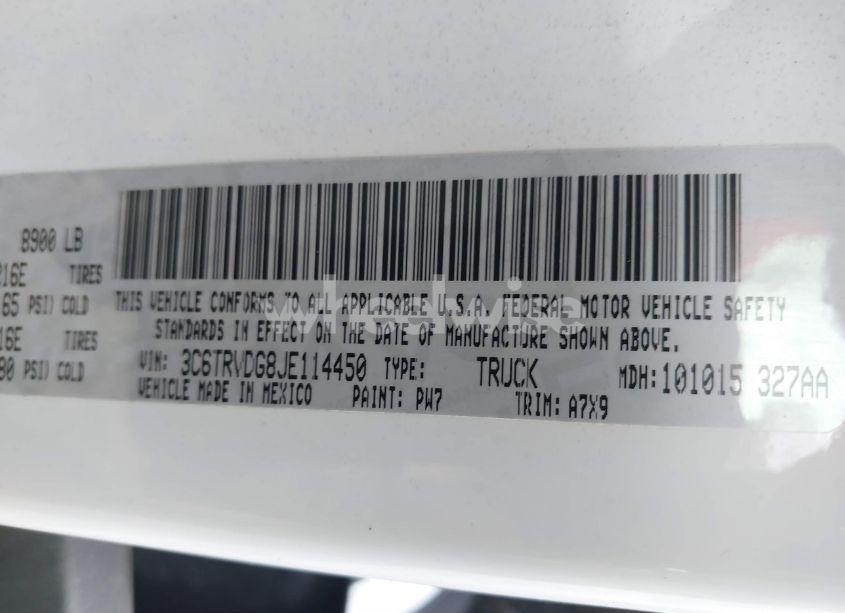 8900 LB
16E TIRES
65 PSI) COLD
16E TIRES
80 PSI) COLD
THIS VEHICLE CONFORMS TO ALL APPLICABLE U.S.A. FEDERAL MOTOR VEHICLE SAFETY
STANDARDS IN EFFECT ON THE DATE OF MANUFACTURE SHOWN ABOVE.
VIN: 3C6TRVDG8JE114450 TYPE: TRUCK MDH: 101015 327AA
VEHICLE MADE IN MEXICO PAINT: PW7 TRIM: A7X9
wheelwise